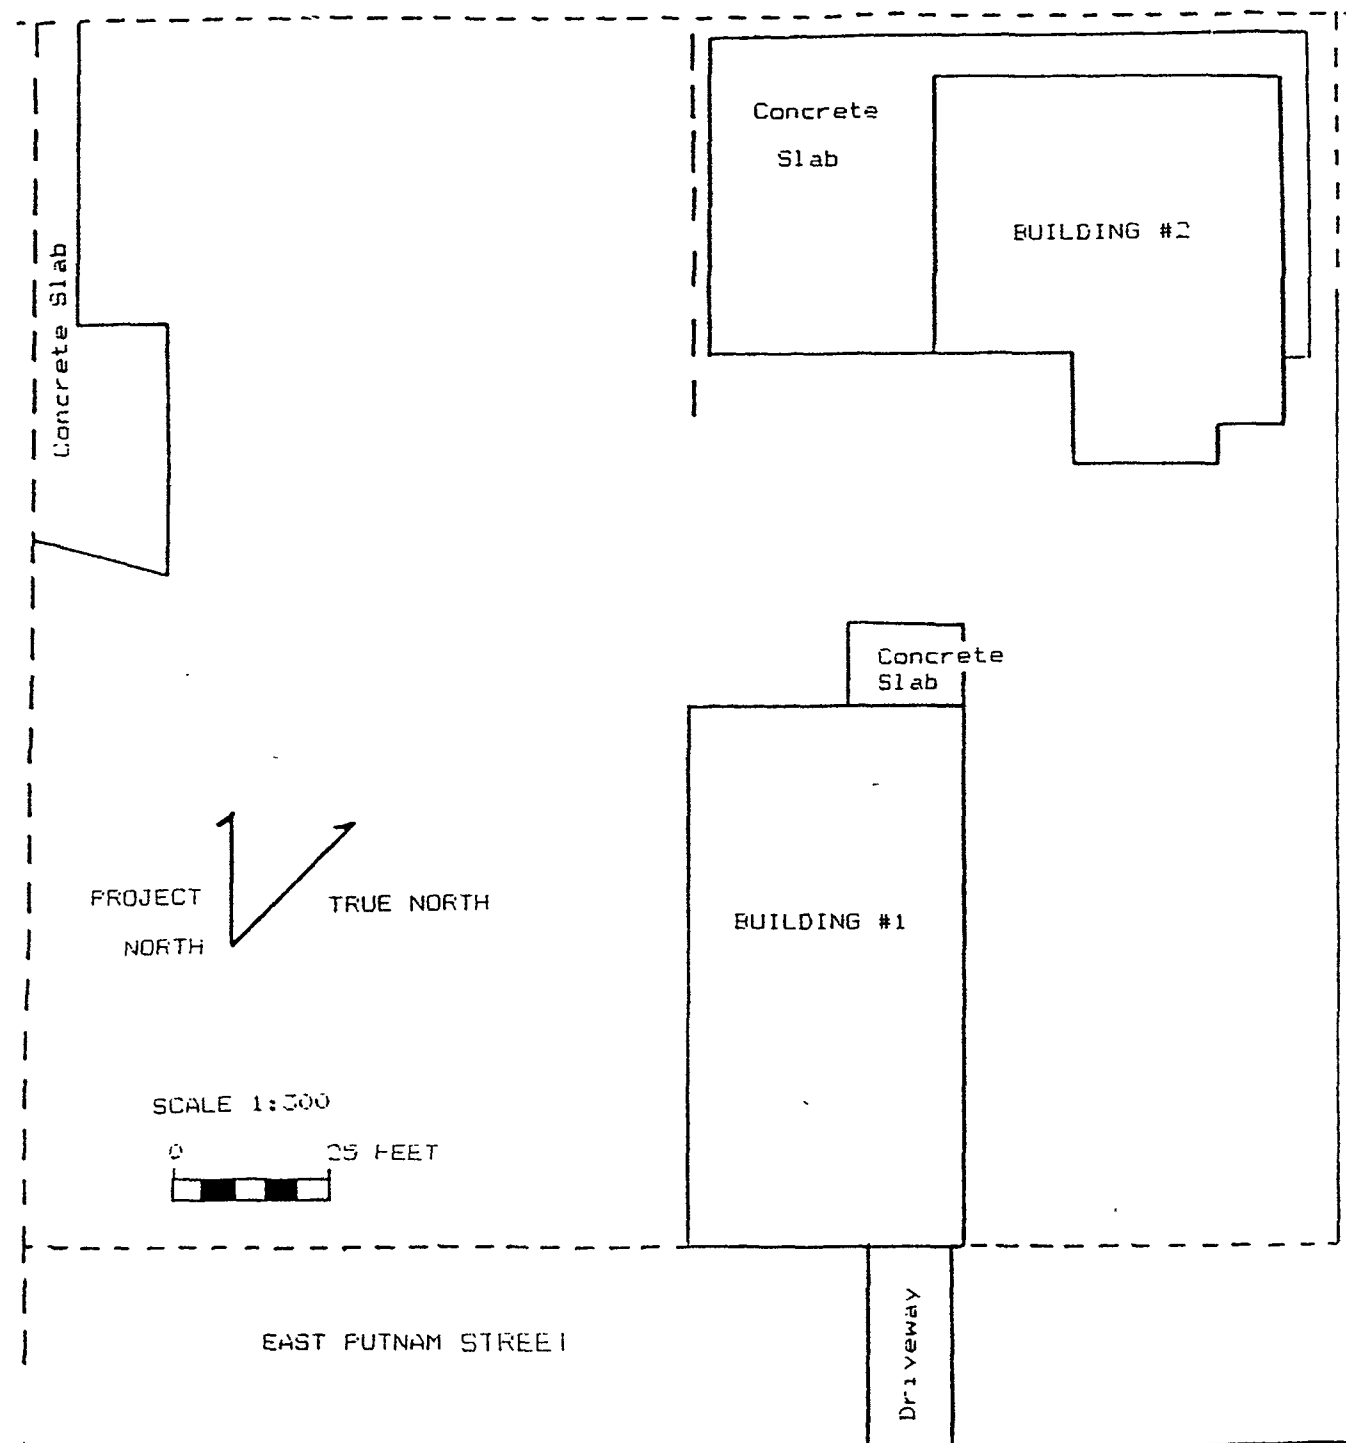 Concrete
Slab
BUILDING #2
Concrete Slab
Concrete
Slab
PROJECT
NORTH
TRUE NORTH
BUILDING #1
SCALE 1:300
0 25 FEET
EAST PUTNAM STREET
Driveway